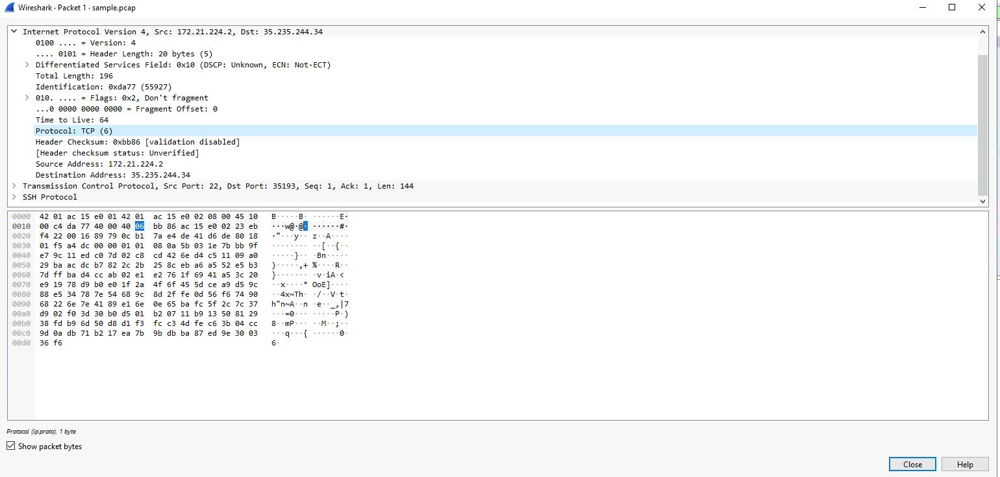 Wireshark · Packet 1 · sample.pcap
Internet Protocol Version 4, Src: 172.21.224.2, Dst: 35.235.244.34
0100 .... = Version: 4
.... 0101 = Header Length: 20 bytes (5)
Differentiated Services Field: 0x10 (DSCP: Unknown, ECN: Not-ECT)
Total Length: 196
Identification: 0xda77 (55927)
010. .... = Flags: 0x2, Don't fragment
...0 0000 0000 0000 = Fragment Offset: 0
Time to Live: 64
Protocol: TCP (6)
Header Checksum: 0xbb86 [validation disabled]
[Header checksum status: Unverified]
Source Address: 172.21.224.2
Destination Address: 35.235.244.34
Transmission Control Protocol, Src Port: 22, Dst Port: 35193, Seq: 1, Ack: 1, Len: 144
SSH Protocol
0000 42 01 ac 15 e0 01 42 01 ac 15 e0 02 08 00 45 10 B·····B· ······E·
0010 00 c4 da 77 40 00 40 06 bb 86 ac 15 e0 02 23 eb ···w@·@· ······#·
0020 f4 22 00 16 89 79 0c b1 7a e4 de 41 d6 de 80 18 ·"···y·· z··A····
0030 01 f5 a4 dc 00 00 01 01 08 0a 5b 03 1e 7b bb 9f ········ ··[··{··
0040 e7 9c 11 ed c0 7d 02 c8 cd 42 6e d4 c5 11 09 a0 ·····}·· ·Bn·····
0050 29 ba ac dc b7 82 2c 2b 25 8c eb a6 a5 52 e5 b3 )·····,+ %····R··
0060 7d ff ba d4 cc ab 02 e1 e2 76 1f 69 41 a5 3c 20 }······· ·v·iA·<
0070 e9 19 78 d9 b0 e0 1f 2a 4f 6f 45 5d ce a9 d5 9c ··x····* OoE]····
0080 88 e5 34 78 7e 54 68 9c 8d 2f fe 0d 56 f6 74 90 ··4x~Th· ·/··V·t·
0090 68 22 6e 7e 41 89 e1 6e 0e 65 ba fc 5f 2c 7c 37 h"n~A··n ·e··_,|7
00a0 d9 02 f0 3d 30 b0 d5 01 b2 07 11 b9 13 50 81 29 ···=0··· ·····P·)
00b0 38 fd b9 6d 50 d8 d1 f3 fc c3 4d fe c6 3b 04 cc 8··mP··· ··M··;··
00c0 9d 0a db 71 b2 17 ea 7b 9b db ba 87 ed 9e 30 03 ···q···{ ······0·
00d0 36 f6 6·
Protocol (ip.proto), 1 byte
Show packet bytes
Close
Help